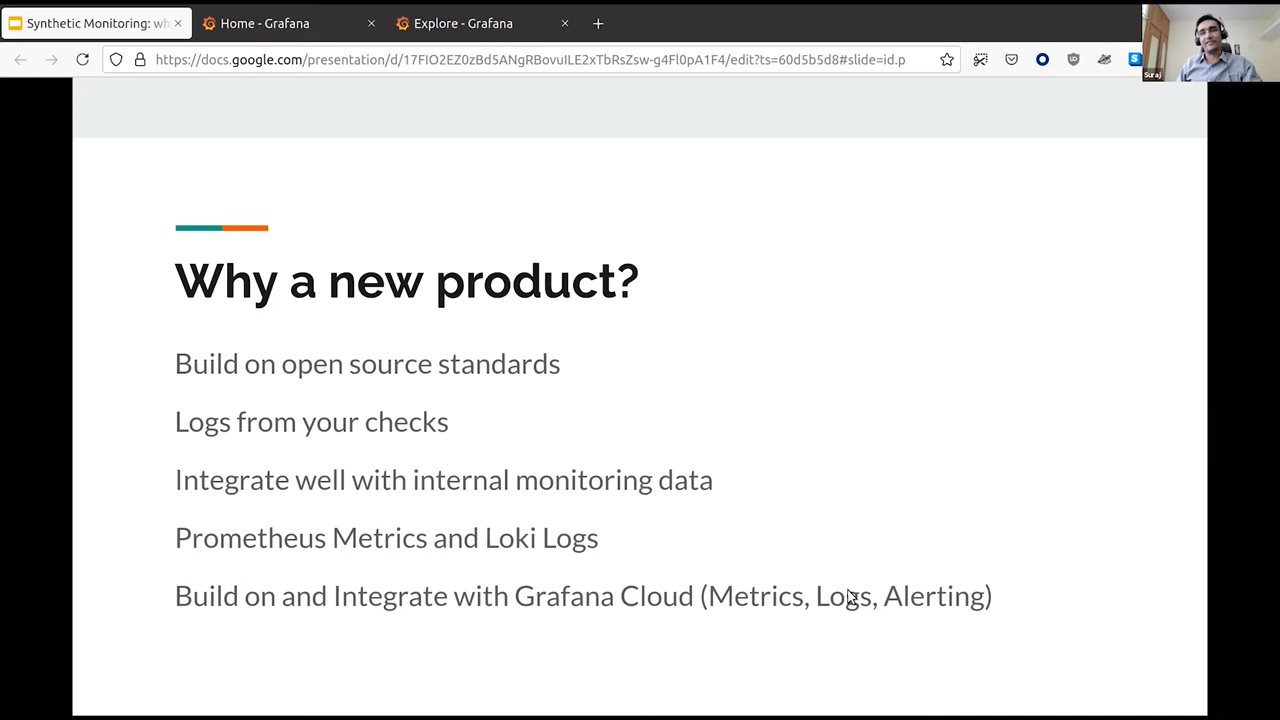 Synthetic Monitoring: wh
Home - Grafana
Explore - Grafana
https://docs.google.com/presentation/d/17FlO2EZ0zBd5ANgRBovuILE2xTbRsZsw-g4Fl0pA1F4/edit?ts=60d5b5d8#slide=id.p
Suraj
Why a new product?
Build on open source standards
Logs from your checks
Integrate well with internal monitoring data
Prometheus Metrics and Loki Logs
Build on and Integrate with Grafana Cloud (Metrics, Logs, Alerting)